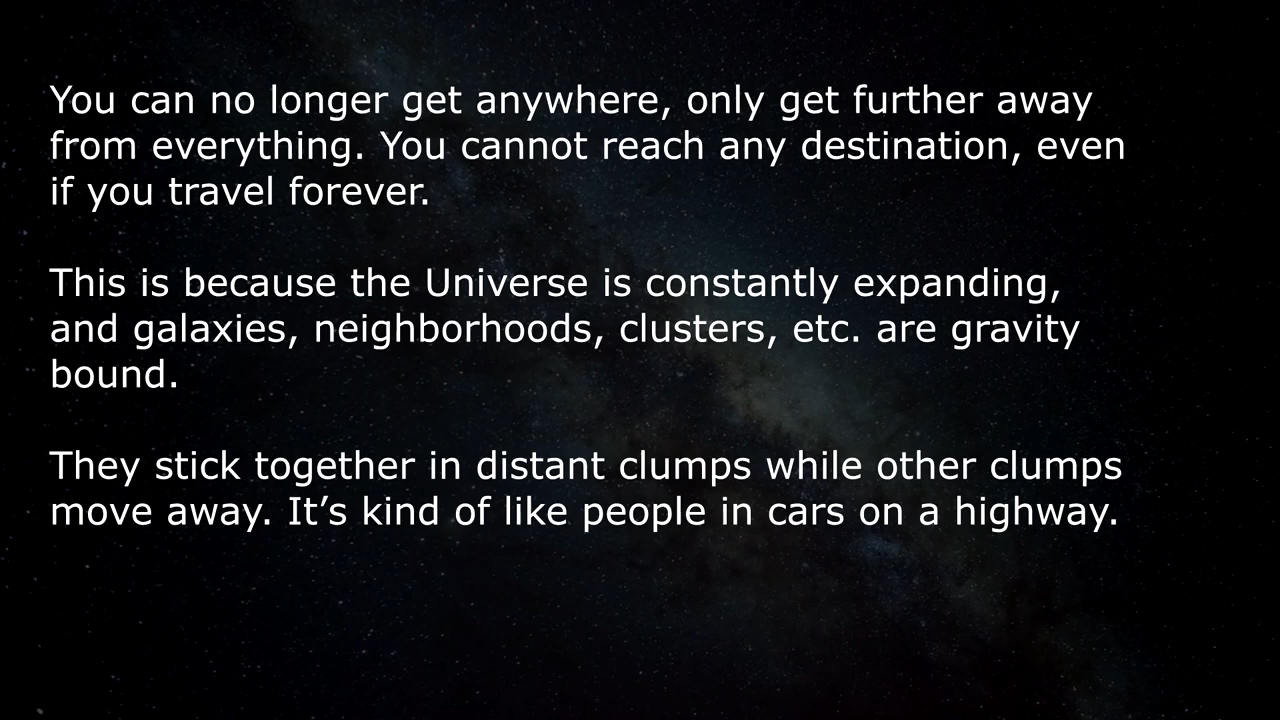 You can no longer get anywhere, only get further away
from everything. You cannot reach any destination, even
if you travel forever.
This is because the Universe is constantly expanding,
and galaxies, neighborhoods, clusters, etc. are gravity
bound.
They stick together in distant clumps while other clumps
move away. It’s kind of like people in cars on a highway.